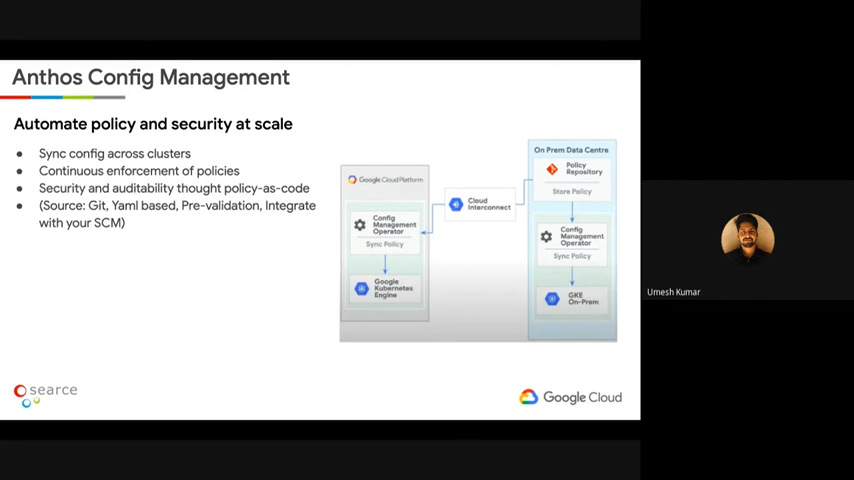 Anthos Config Management
Automate policy and security at scale
Sync config across clusters
Continuous enforcement of policies
Security and auditability thought policy-as-code
(Source: Git, Yaml based, Pre-validation, Integrate
with your SCM)
Google Cloud Platform
Config
Management
Operator
Sync Policy
Google
Kubernetes
Engine
Cloud
Interconnect
On Prem Data Centre
Policy
Repository
Store Policy
Config
Management
Operator
Sync Policy
GKE
On-Prem
searce
Google Cloud
Umesh Kumar